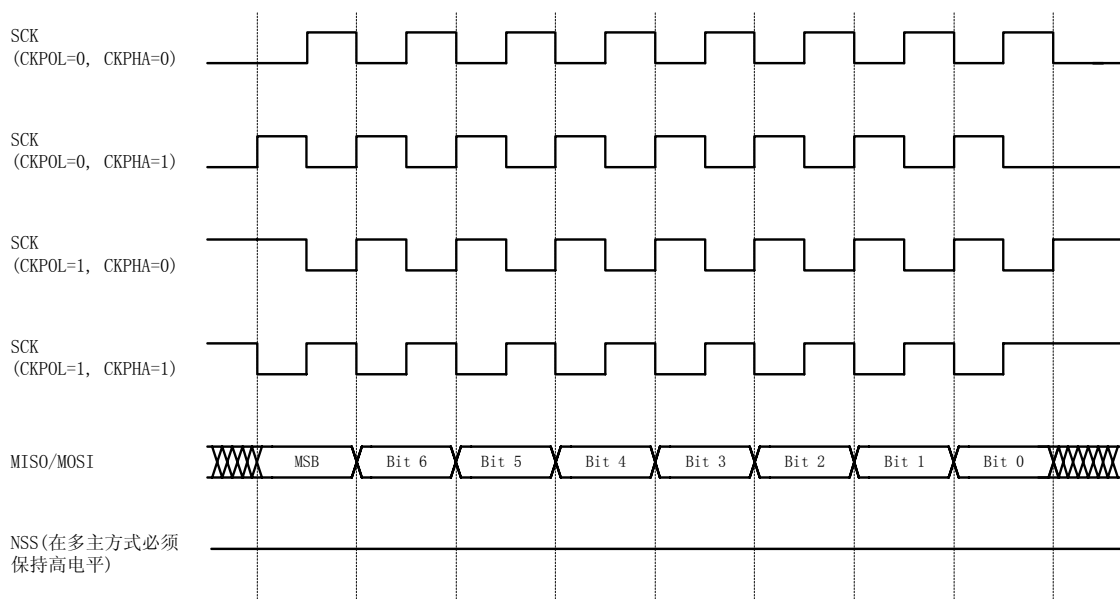 SCK
(CKPOL=0, CKPHA=0)
SCK
(CKPOL=0, CKPHA=1)
SCK
(CKPOL=1, CKPHA=0)
SCK
(CKPOL=1, CKPHA=1)
MISO/MOSI
MSB
Bit 6
Bit 5
Bit 4
Bit 3
Bit 2
Bit 1
Bit 0
NSS(在多主方式必须
保持高电平)